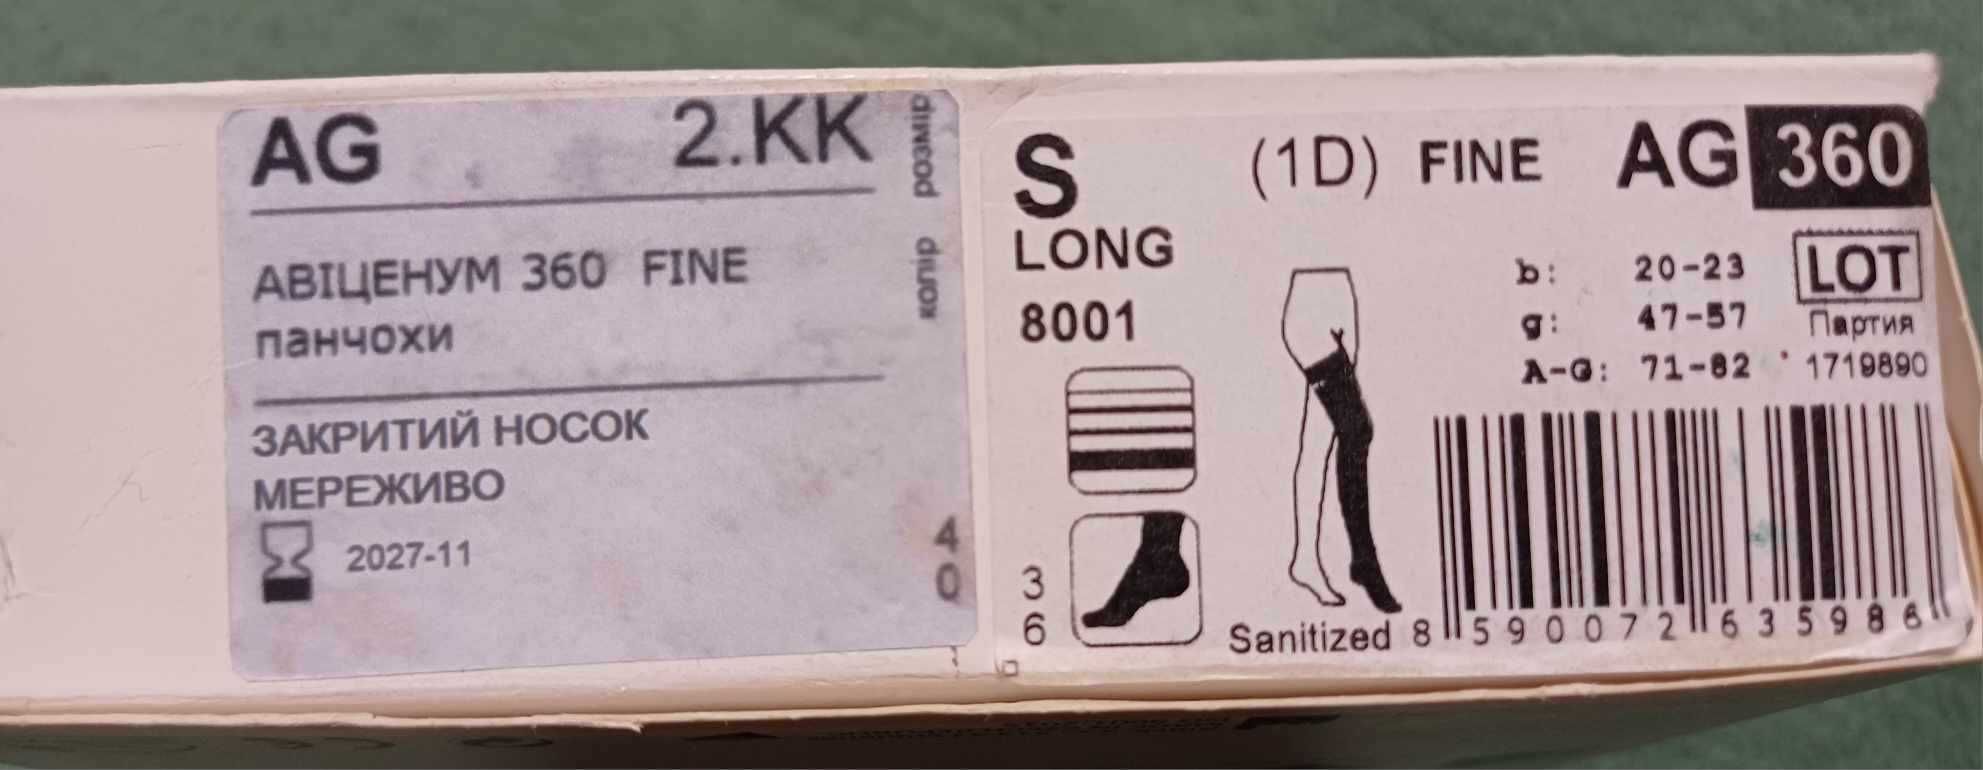 AG 2.КК
розмір
АВІЦЕНУМ 360 FINE
панчохи
колір
ЗАКРИТИЙ НОСОК
МЕРЕЖИВО
2027-11
40
S (1D) FINE AG 360
LONG
8001
b: 20-23
g: 47-57
A-G: 71-82
LOT
Партия
1719890
36
Sanitized
8 590072 635986